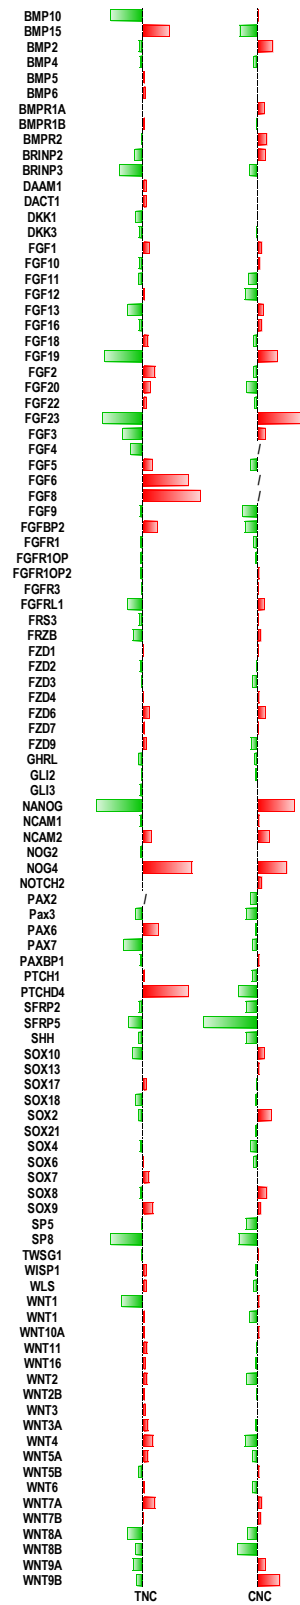 BMP10
BMP15
BMP2
BMP4
BMP5
BMP6
BMPR1A
BMPR1B
BMPR2
BRINP2
BRINP3
DAAM1
DACT1
DKK1
DKK3
FGF1
FGF10
FGF11
FGF12
FGF13
FGF16
FGF18
FGF19
FGF2
FGF20
FGF22
FGF23
FGF3
FGF4
FGF5
FGF6
FGF8
FGF9
FGFBP2
FGFR1
FGFR1OP
FGFR1OP2
FGFR3
FGFRL1
FRS3
FRZB
FZD1
FZD2
FZD3
FZD4
FZD6
FZD7
FZD9
GHRL
GLI2
GLI3
NANOG
NCAM1
NCAM2
NOG2
NOG4
NOTCH2
PAX2
Pax3
PAX6
PAX7
PAXBP1
PTCH1
PTCHD4
SFRP2
SFRP5
SHH
SOX10
SOX13
SOX17
SOX18
SOX2
SOX21
SOX4
SOX6
SOX7
SOX8
SOX9
SP5
SP8
TWSG1
WISP1
WLS
WNT1
WNT1
WNT10A
WNT11
WNT16
WNT2
WNT2B
WNT3
WNT3A
WNT4
WNT5A
WNT5B
WNT6
WNT7A
WNT7B
WNT8A
WNT8B
WNT9A
WNT9B
TNC CNC